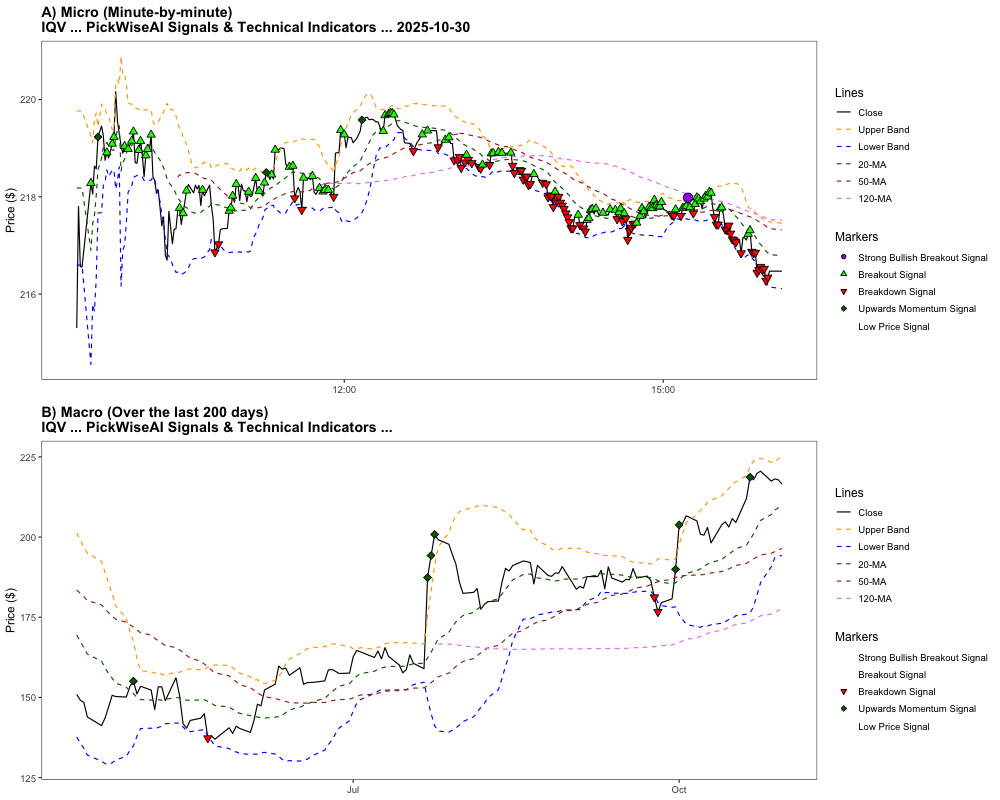 A) Micro (Minute-by-minute)
IQV ... PickWiseAI Signals & Technical Indicators ... 2025-10-30
Price ($)
220
218
216
12:00
15:00
Lines
Close
Upper Band
Lower Band
20-MA
50-MA
120-MA
Markers
Strong Bullish Breakout Signal
Breakout Signal
Breakdown Signal
Upwards Momentum Signal
Low Price Signal
B) Macro (Over the last 200 days)
IQV ... PickWiseAI Signals & Technical Indicators ...
Price ($)
225
200
175
150
125
Jul
Oct
Lines
Close
Upper Band
Lower Band
20-MA
50-MA
120-MA
Markers
Strong Bullish Breakout Signal
Breakout Signal
Breakdown Signal
Upwards Momentum Signal
Low Price Signal